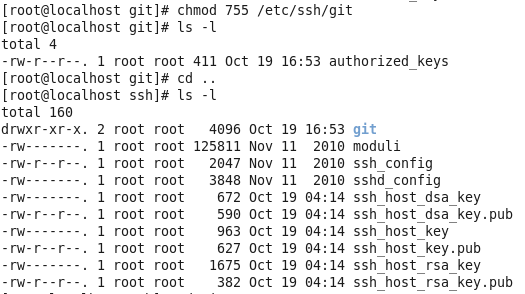 [root@localhost git]# chmod 755 /etc/ssh/git
[root@localhost git]# ls -l
total 4
-rw-r--r--. 1 root root 411 Oct 19 16:53 authorized_keys
[root@localhost git]# cd ..
[root@localhost ssh]# ls -l
total 160
drwxr-xr-x. 2 root root   4096 Oct 19 16:53 git
-rw-------. 1 root root 125811 Nov 11  2010 moduli
-rw-r--r--. 1 root root   2047 Nov 11  2010 ssh_config
-rw-------. 1 root root   3848 Nov 11  2010 sshd_config
-rw-------. 1 root root    672 Oct 19 04:14 ssh_host_dsa_key
-rw-r--r--. 1 root root    590 Oct 19 04:14 ssh_host_dsa_key.pub
-rw-------. 1 root root    963 Oct 19 04:14 ssh_host_key
-rw-r--r--. 1 root root    627 Oct 19 04:14 ssh_host_key.pub
-rw-------. 1 root root   1675 Oct 19 04:14 ssh_host_rsa_key
-rw-r--r--. 1 root root    382 Oct 19 04:14 ssh_host_rsa_key.pub